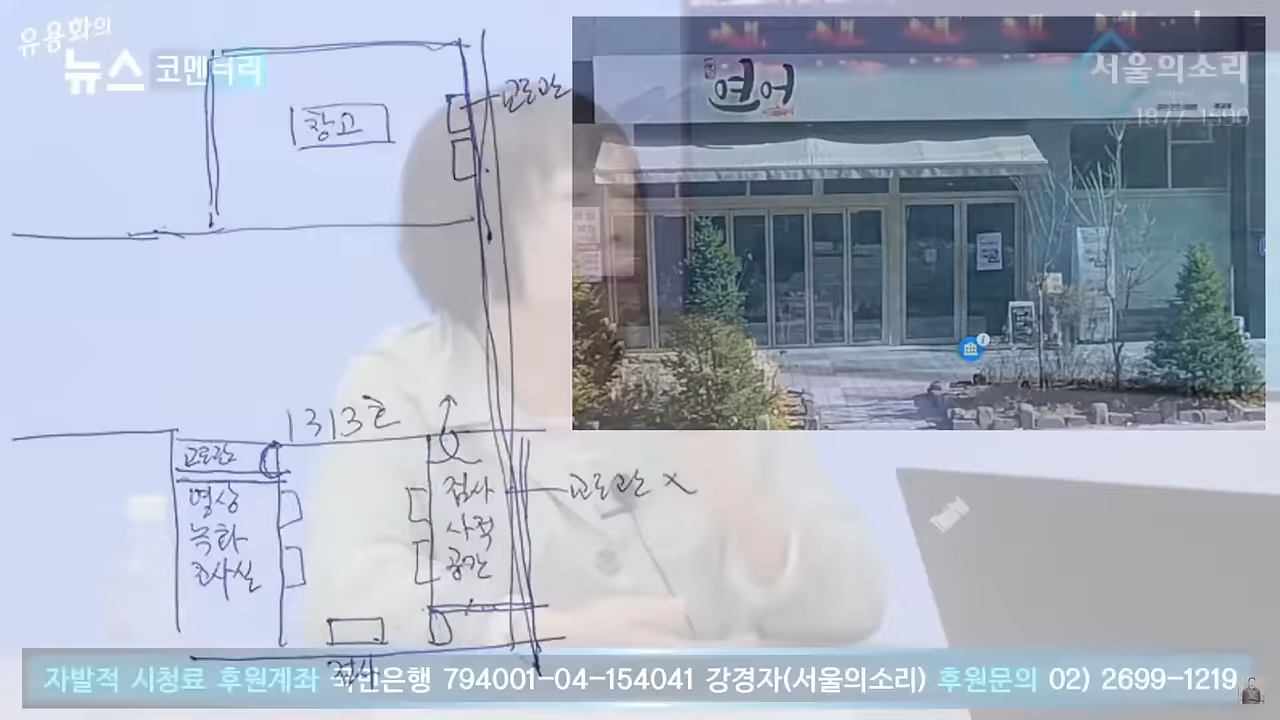 유용화의
뉴스 코멘터리
창고
교도관
연어
서울의소리
1877-1590
1313호
교도관
영상
녹화
조사실
검사
사적
공간
교도관 X
검사
자발적 시청료 후원계좌 은행 794001-04-154041 강경자(서울의소리) 후원문의 02) 2699-1219